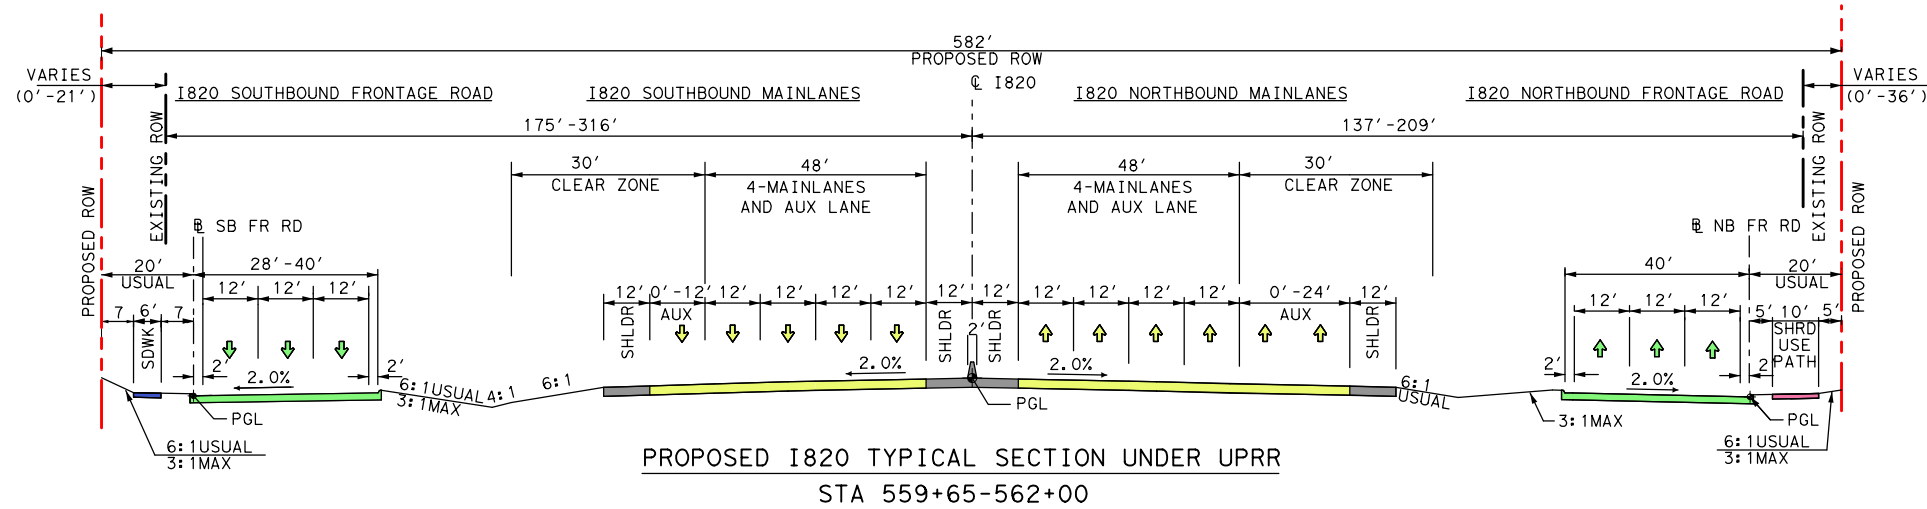 582'
PROPOSED ROW
℄ I820
VARIES
(0'-21')
VARIES
(0'-36')
I820 SOUTHBOUND FRONTAGE ROAD
I820 SOUTHBOUND MAINLANES
I820 NORTHBOUND MAINLANES
I820 NORTHBOUND FRONTAGE ROAD
175'-316'
137'-209'
PROPOSED ROW
EXISTING ROW
EXISTING ROW
PROPOSED ROW
30'
CLEAR ZONE
48'
4-MAINLANES
AND AUX LANE
48'
4-MAINLANES
AND AUX LANE
30'
CLEAR ZONE
BL SB FR RD
BL NB FR RD
20'
USUAL
28'-40'
40'
20'
USUAL
7 6' 7
SDWK
12' 12' 12'
12' 0'-12' 12' 12' 12' 12' 12' 12' 12' 12' 12' 12' 0'-24' 12'
SHLDR
AUX
SHLDR
2'
SHLDR
AUX
SHLDR
12' 12' 12'
5' 10' 5'
SHRD
USE
PATH
2'
2.0%
2'
2.0%
2.0%
2'
2.0%
2'
6:1USUAL
3:1MAX
4:1
6:1
6:1
USUAL
PGL
PGL
3:1MAX
PGL
6:1USUAL
3:1MAX
6:1USUAL
3:1MAX
PROPOSED I820 TYPICAL SECTION UNDER UPRR
STA 559+65-562+00